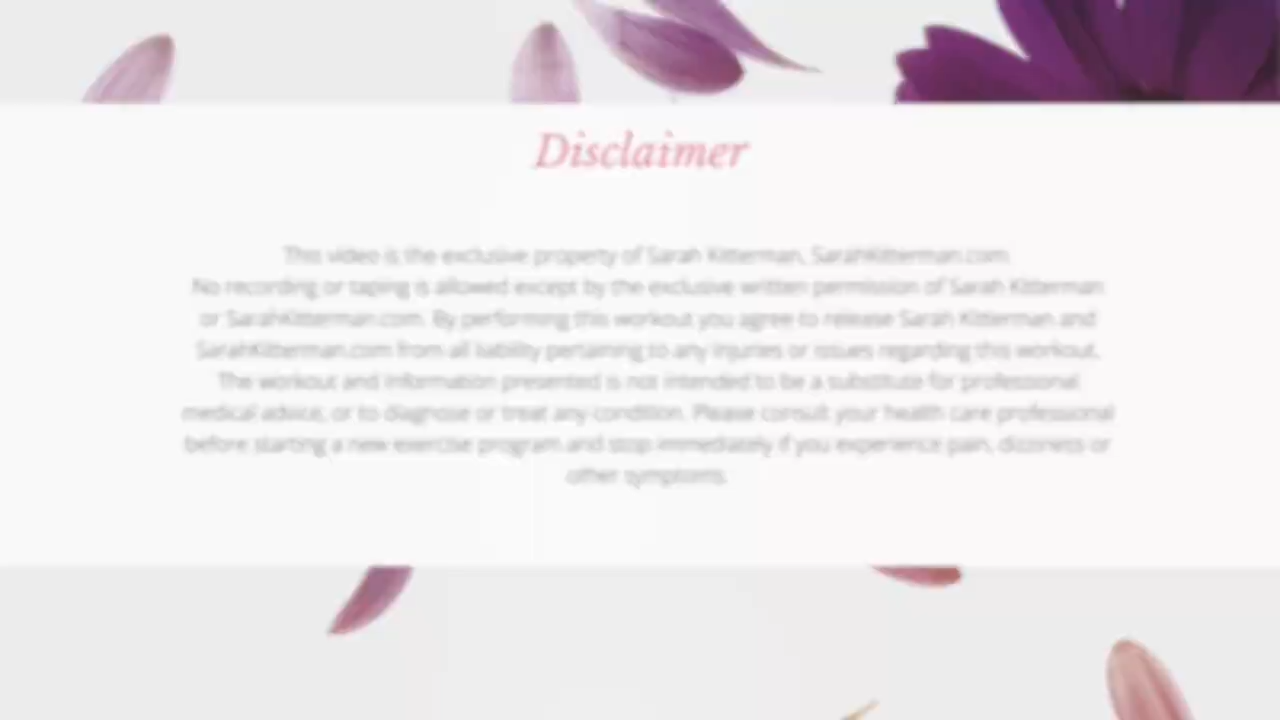 Disclaimer
This video is the exclusive property of Sarah Kitterman, SarahKitterman.com.
No recording or taping is allowed except by the exclusive written permission of Sarah Kitterman
or SarahKitterman.com. By performing this workout you agree to release Sarah Kitterman and
SarahKitterman.com from all liability pertaining to any injuries or issues regarding this workout.
The workout and information presented is not intended to be a substitute for professional
medical advice, or to diagnose or treat any condition. Please consult your health care professional
before starting a new exercise program and stop immediately if you experience pain, dizziness or
other symptoms.